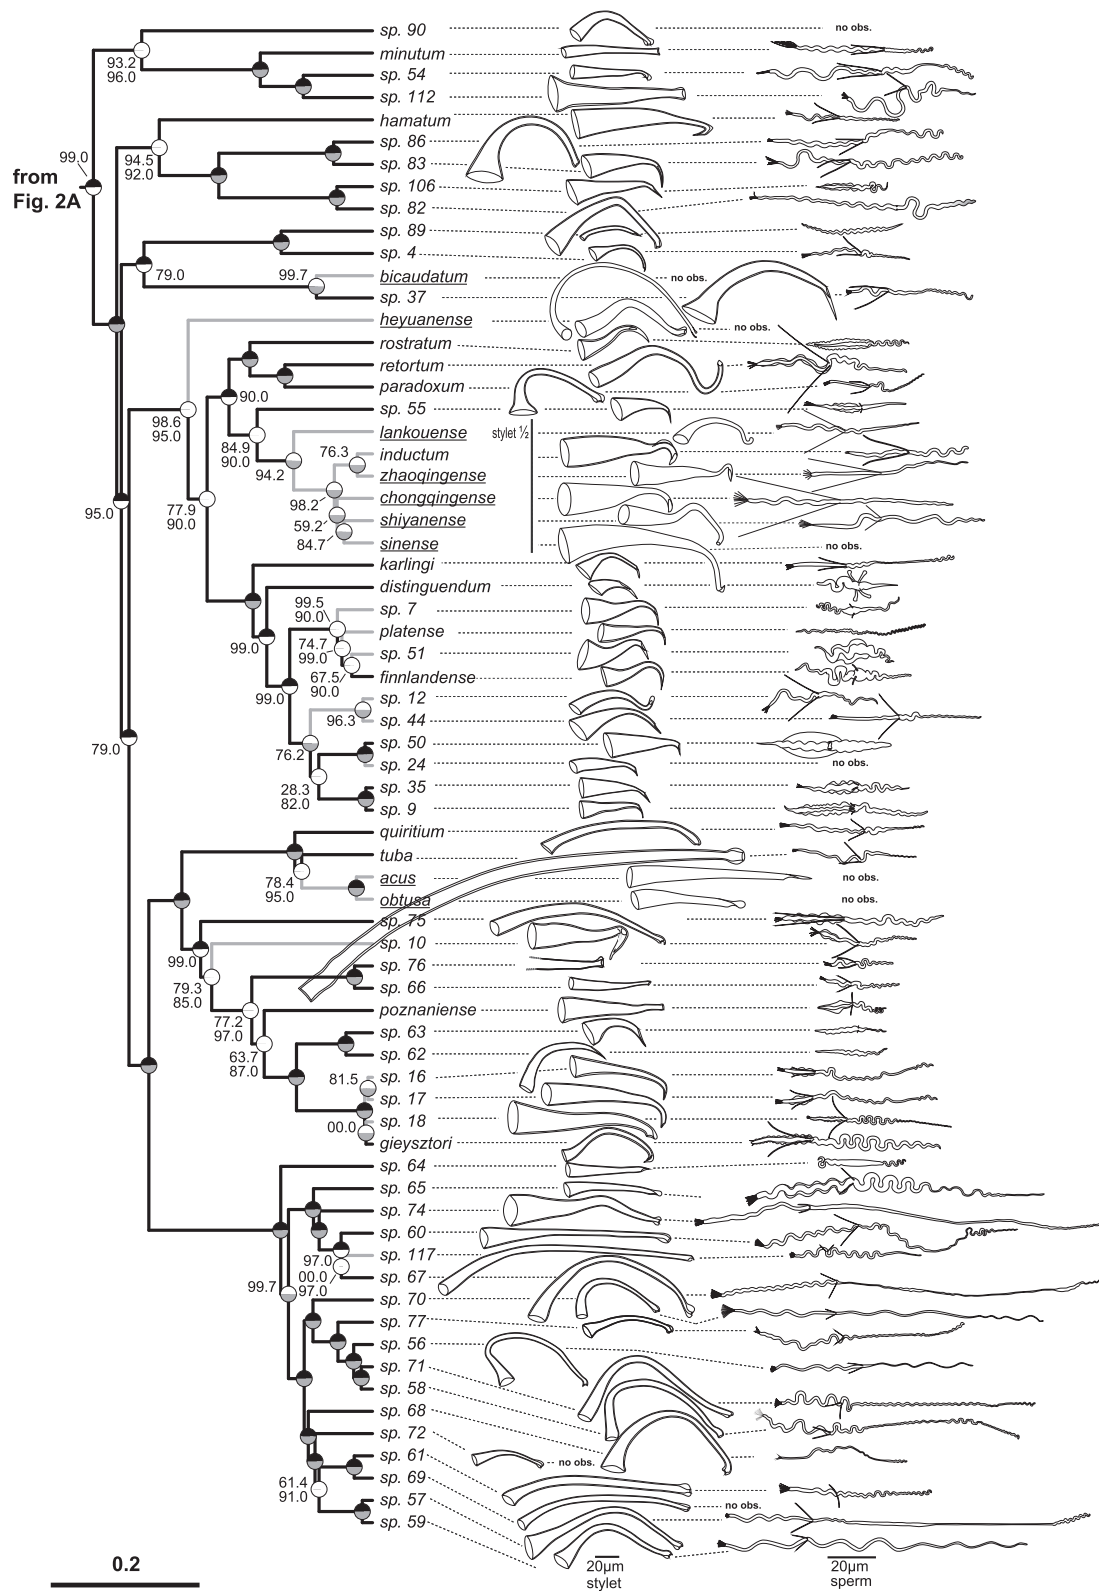 sp. 90
no obs.
minutum
93.2
96.0
sp. 54
sp. 112
hamatum
sp. 86
99.0
94.5
92.0
sp. 83
from
Fig. 2A
sp. 106
sp. 82
sp. 89
sp. 4
79.0
99.7
bicaudatum
no obs.
sp. 37
heyuanense
no obs.
rostratum
retortum
paradoxum
90.0
sp. 55
98.6
95.0
84.9
90.0
lankouense
stylet ½
94.2
76.3
inductum
zhaoqingense
98.2
chongqingense
95.0
77.9
90.0
59.2
shiyanense
84.7
sinense
no obs.
karlingi
distinguendum
99.5
90.0
sp. 7
platense
99.0
74.7
99.0
sp. 51
67.5
90.0
finnlandense
99.0
sp. 12
96.3
sp. 44
79.0
76.2
sp. 50
sp. 24
no obs.
28.3
82.0
sp. 35
sp. 9
quiritium
tuba
acus
no obs.
78.4
95.0
obtusa
no obs.
sp. 75
sp. 10
99.0
sp. 76
79.3
85.0
sp. 66
poznaniense
77.2
97.0
sp. 63
63.7
87.0
sp. 62
81.5
sp. 16
sp. 17
sp. 18
00.0
gieysztori
sp. 64
sp. 65
sp. 74
sp. 60
97.0
sp. 117
00.0
97.0
sp. 67
99.7
sp. 70
sp. 77
sp. 56
sp. 71
sp. 58
sp. 68
sp. 72
no obs.
sp. 61
sp. 69
61.4
91.0
sp. 57
no obs.
sp. 59
0.2
20µm
stylet
20µm
sperm